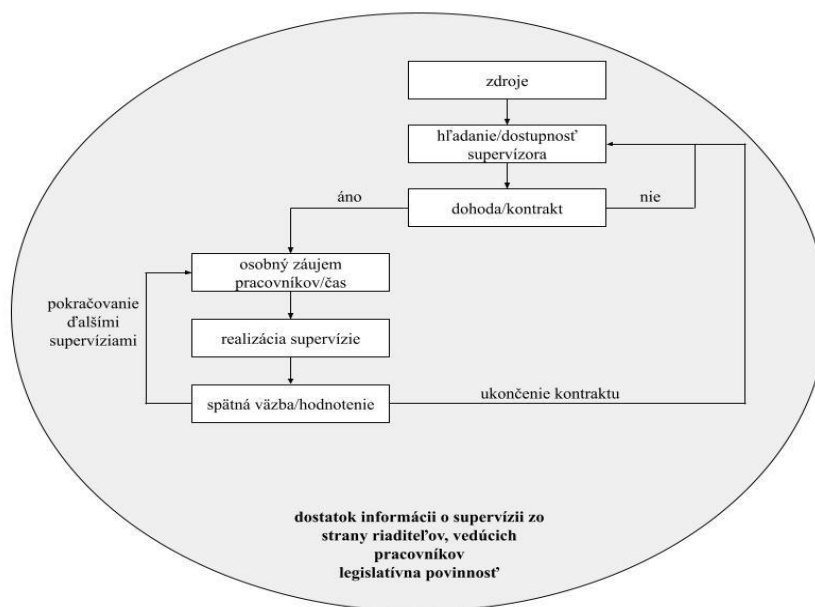 zdroje
hľadanie/dostupnosť
supervízora
áno
dohoda/kontrakt
nie
osobný záujem
pracovníkov/čas
pokračovanie
ďalšími
supervíziami
realizácia supervízie
spätná väzba/hodnotenie
ukončenie kontraktu
dostatok informácii o supervízii zo
strany riaditeľov, vedúcich
pracovníkov
legislatívna povinnosť